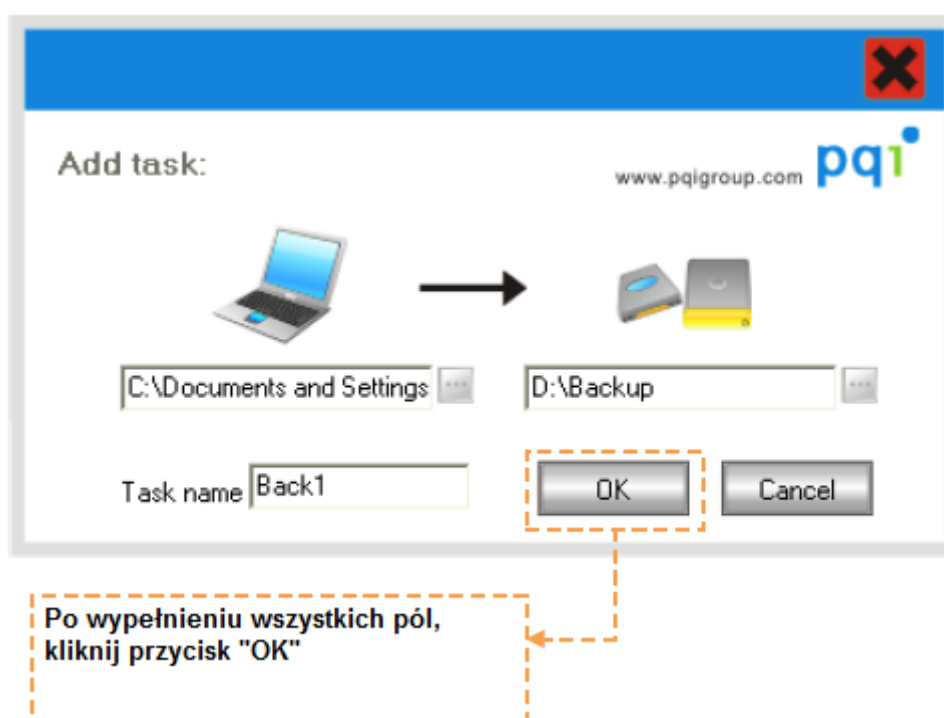 Add task:
www.pqigroup.com pqi
C:\Documents and Settings ...
D:\Backup ...
Task name Back1
OK
Cancel
Po wypełnieniu wszystkich pól,
kliknij przycisk "OK"